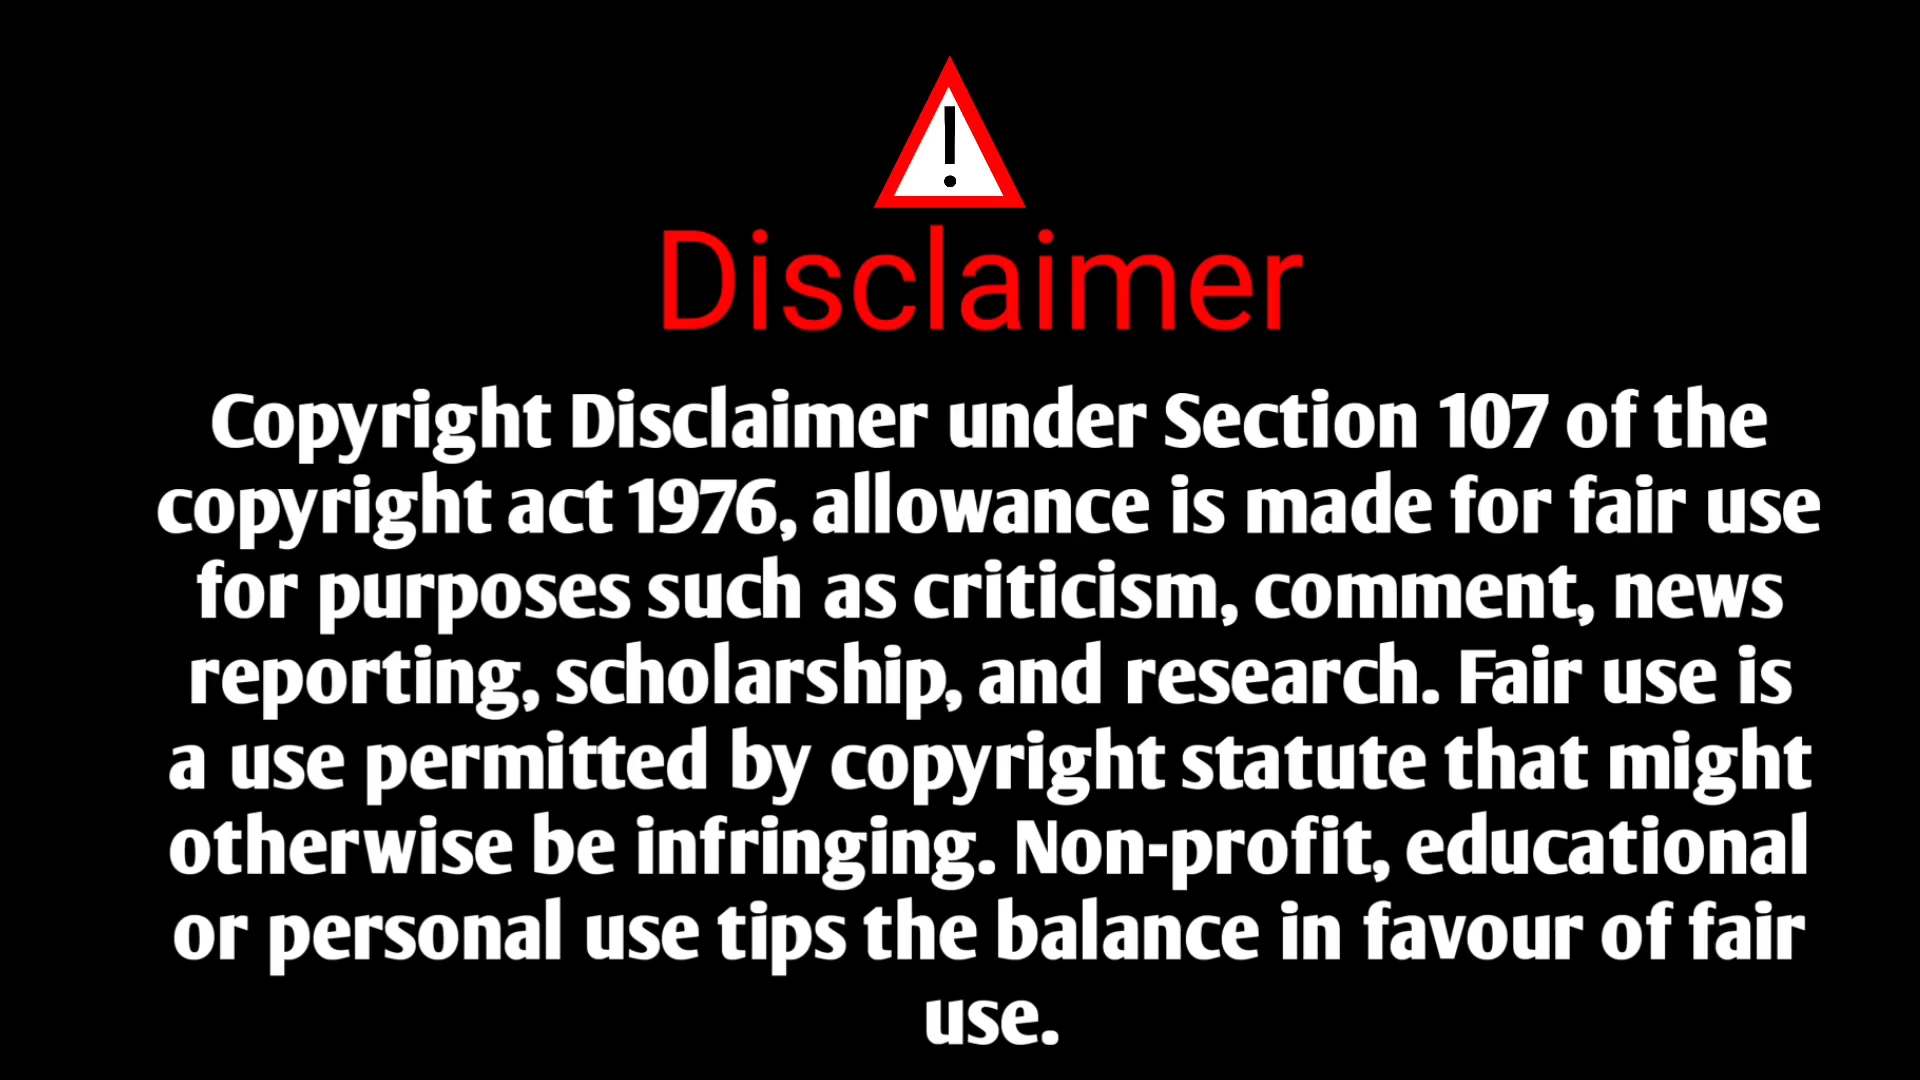 !
Disclaimer
Copyright Disclaimer under Section 107 of the
copyright act 1976, allowance is made for fair use
for purposes such as criticism, comment, news
reporting, scholarship, and research. Fair use is
a use permitted by copyright statute that might
otherwise be infringing. Non-profit, educational
or personal use tips the balance in favour of fair
use.